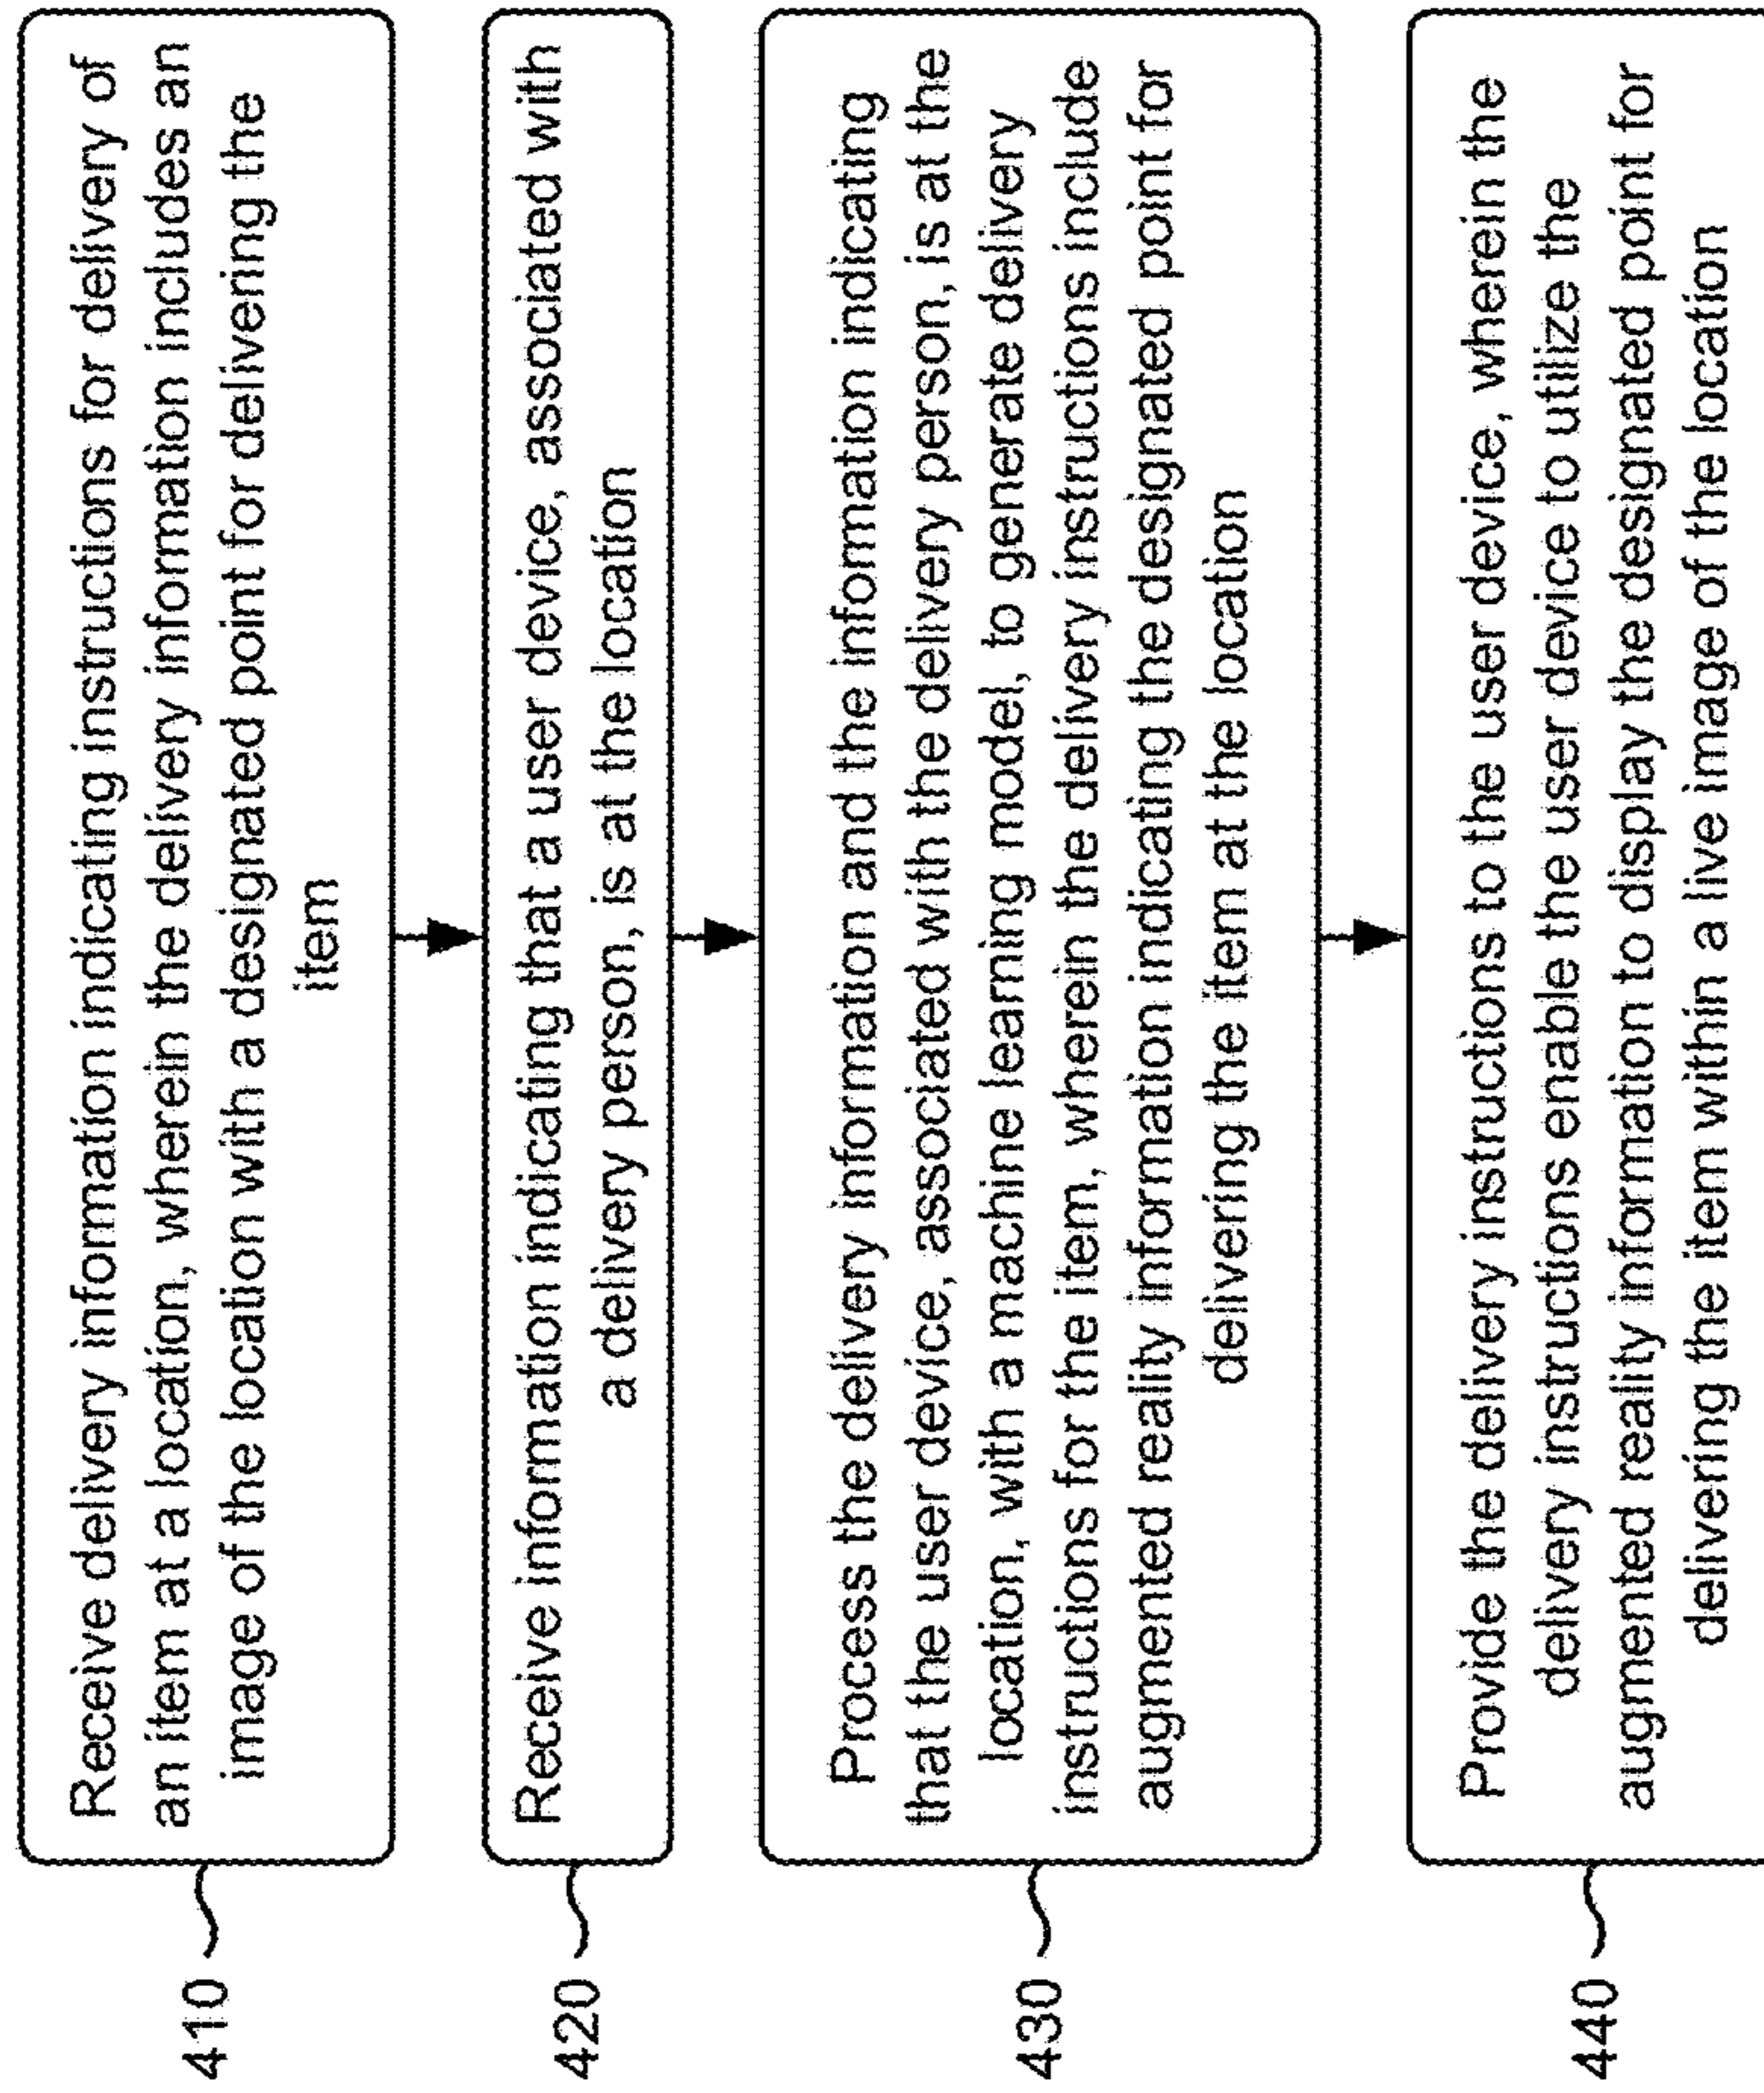 410
Receive delivery information indicating instructions for delivery of
an item at a location, wherein the delivery information includes an
image of the location with a designated point for delivering the
item
420
Receive information indicating that a user device, associated with
a delivery person, is at the location
430
Process the delivery information and the information indicating
that the user device, associated with the delivery person, is at the
location, with a machine learning model, to generate delivery
instructions for the item, wherein the delivery instructions include
augmented reality information indicating the designated point for
delivering the item at the location
440
Provide the delivery instructions to the user device, wherein the
delivery instructions enable the user device to utilize the
augmented reality information to display the designated point for
delivering the item within a live image of the location